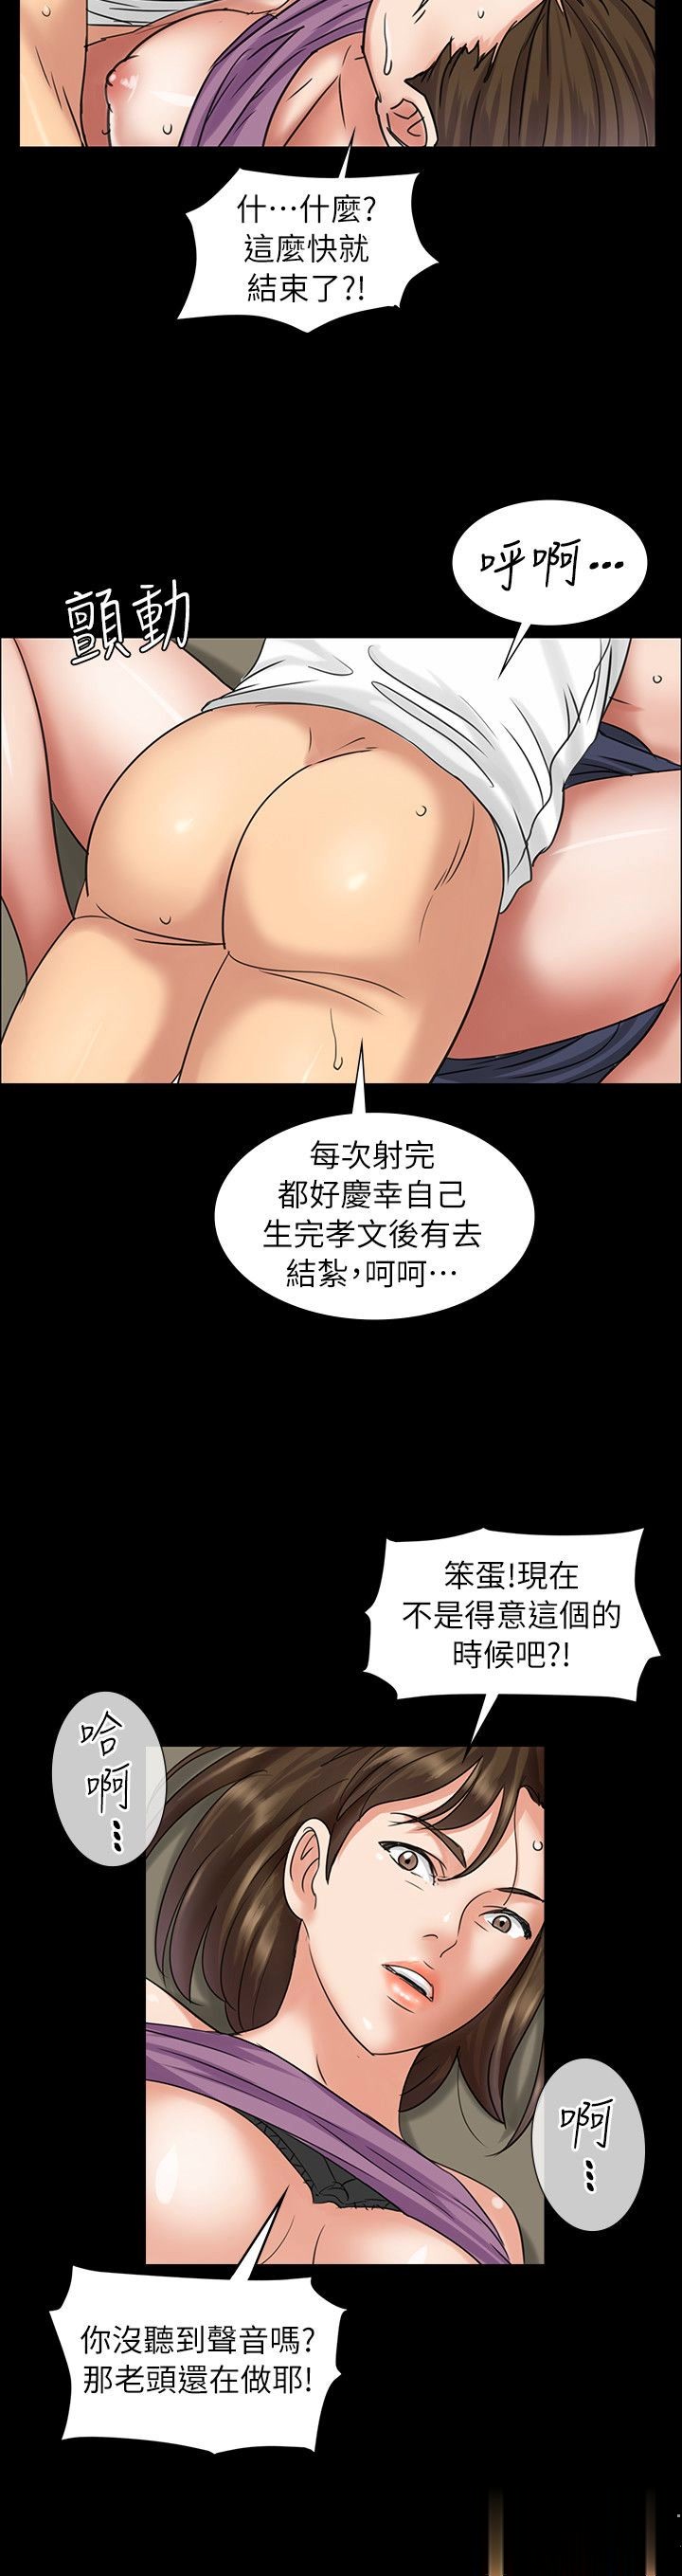 什…什麼?
這麼快就
結束了?!
呼啊…
顫動
每次射完
都好慶幸自己
生完孝文後有去
結紮,呵呵…
笨蛋!現在
不是得意這個的
時候吧?!
哈啊…
啊…
你沒聽到聲音嗎?
那老頭還在做耶!